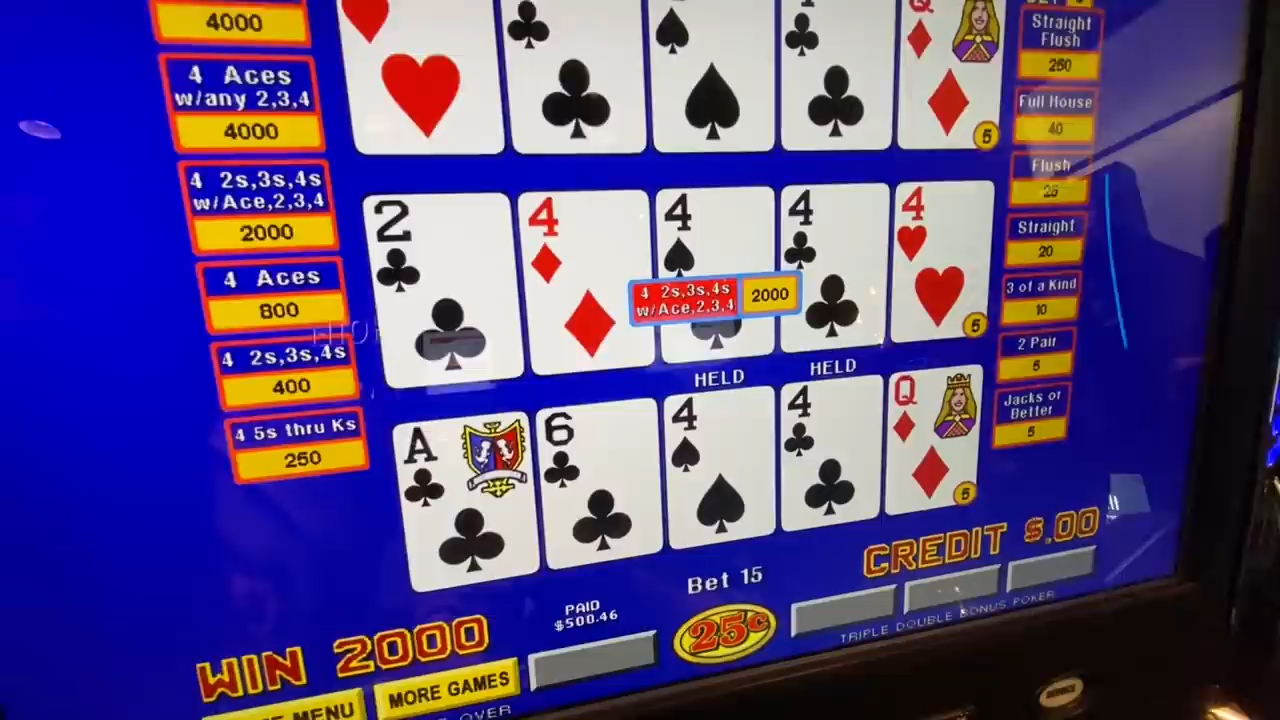 4000
4 Aces
w/any 2,3,4
4000
4 2s,3s,4s
w/Ace,2,3,4
2000
4 Aces
800
4 2s,3s,4s
400
4 5s thru Ks
250
Straight
Flush
250
Full House
40
Flush
25
Straight
20
3 of a Kind
10
2 Pair
5
Jacks or
Better
5
Q
5
2
4
4
4
4
4 2s,3s,4s
w/Ace,2,3,4
2000
5
HELD
HELD
A
6
4
4
Q
5
CREDIT $.00
Bet 15
PAID
$500.46
25¢
WIN 2000
MENU
MORE GAMES
OVER
TRIPLE DOUBLE BONUS POKER
SERVICE